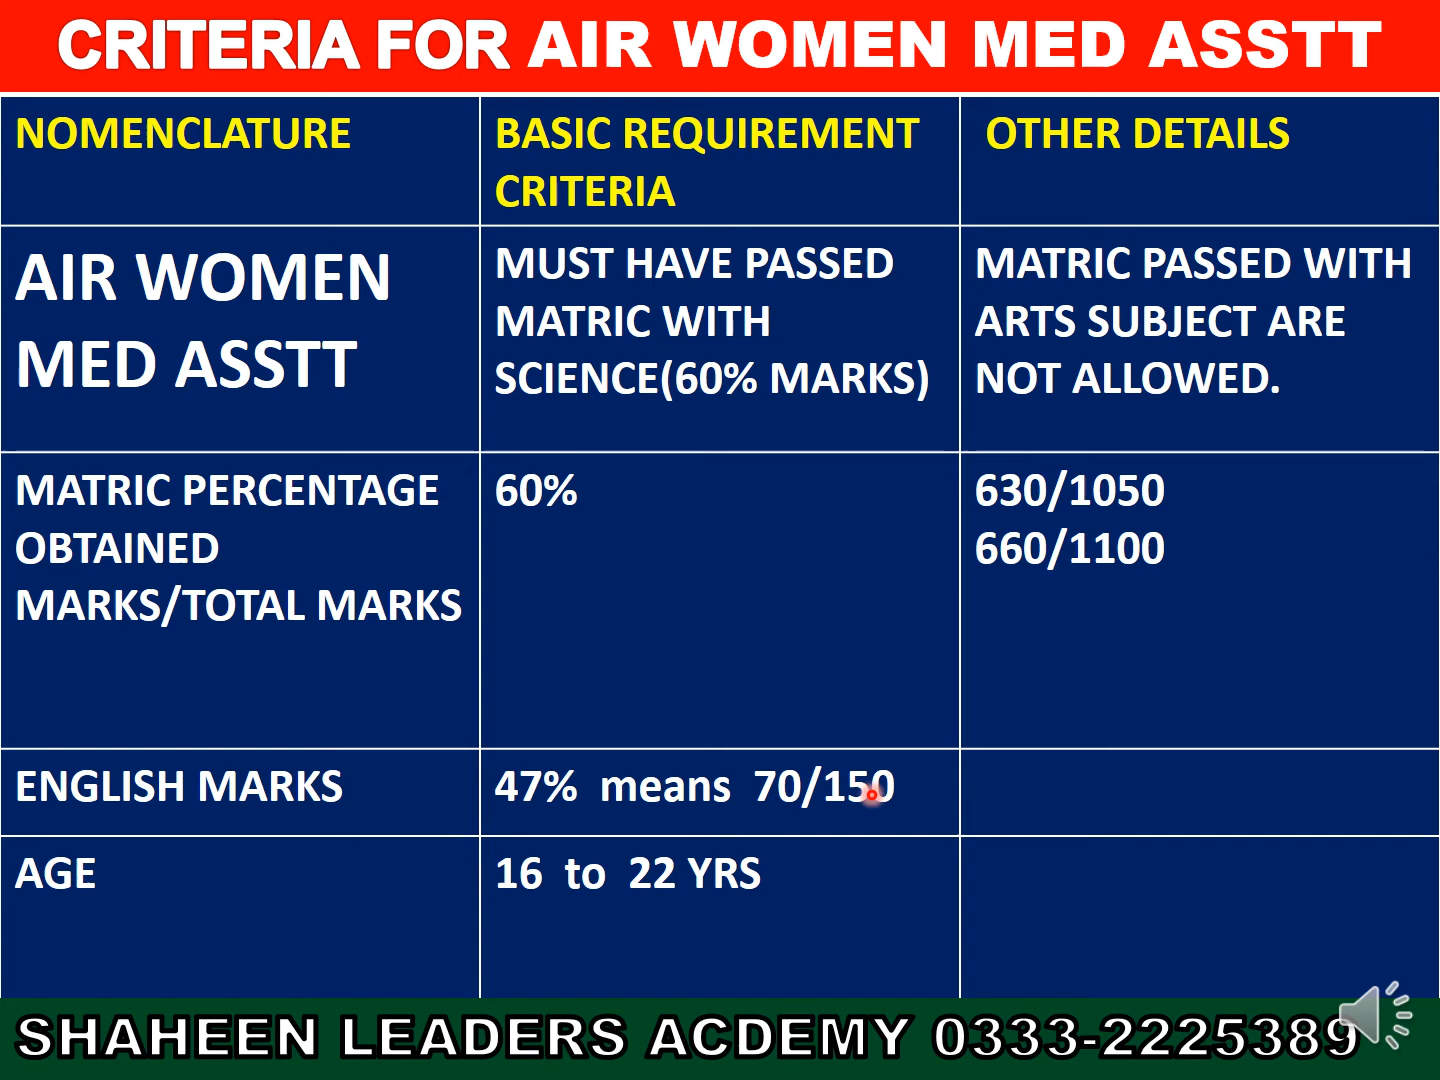 CRITERIA FOR AIR WOMEN MED ASSTT
NOMENCLATURE
BASIC REQUIREMENT
CRITERIA
OTHER DETAILS
AIR WOMEN
MED ASSTT
MUST HAVE PASSED
MATRIC WITH
SCIENCE(60% MARKS)
MATRIC PASSED WITH
ARTS SUBJECT ARE
NOT ALLOWED.
MATRIC PERCENTAGE
OBTAINED
MARKS/TOTAL MARKS
60%
630/1050
660/1100
ENGLISH MARKS
47% means 70/150
AGE
16 to 22 YRS
SHAHEEN LEADERS ACDEMY 0333-2225389